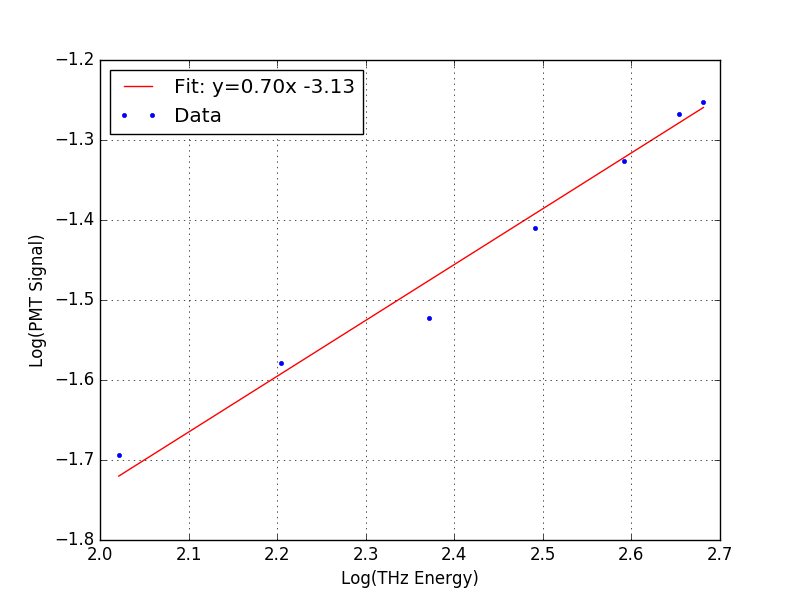 Fit: y=0.70x -3.13
Data
−1.2
−1.3
−1.4
−1.5
−1.6
−1.7
−1.8
Log(PMT Signal)
2.0 2.1 2.2 2.3 2.4 2.5 2.6 2.7
Log(THz Energy)